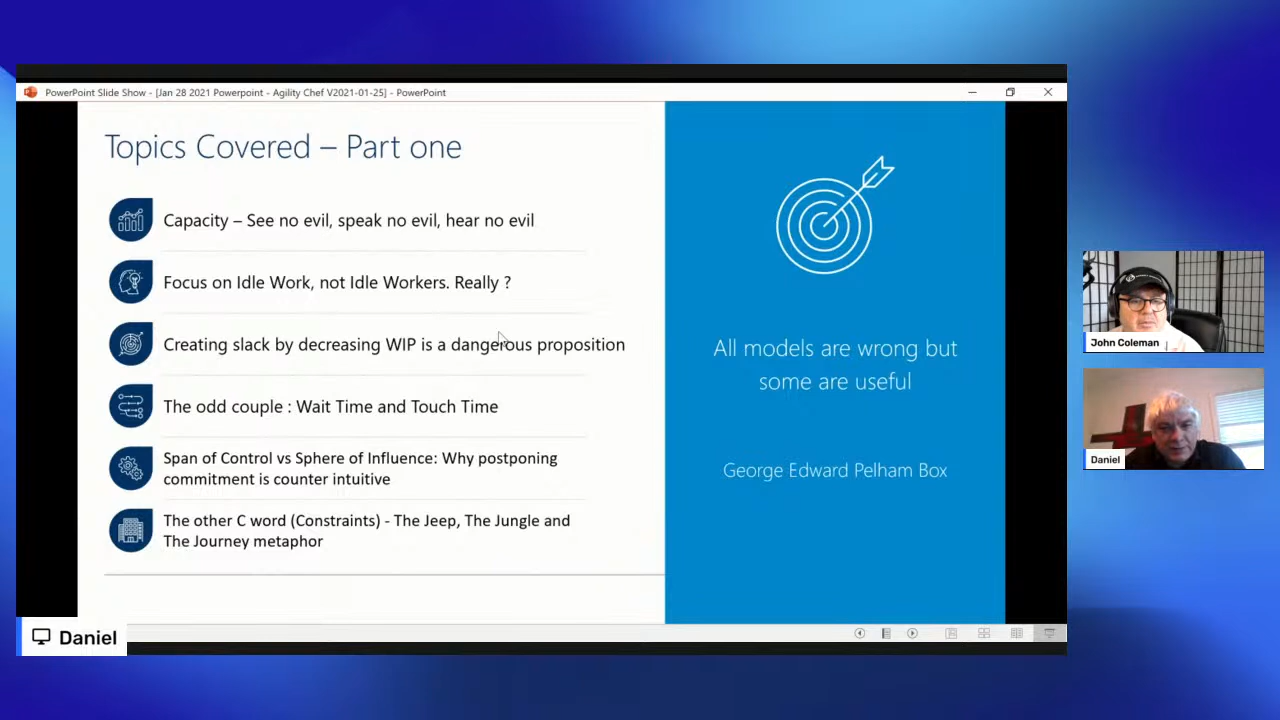 PowerPoint Slide Show - [Jan 28 2021 Powerpoint - Agility Chef V2021-01-25] - PowerPoint
Topics Covered – Part one
Capacity – See no evil, speak no evil, hear no evil
Focus on Idle Work, not Idle Workers. Really ?
Creating slack by decreasing WIP is a dangerous proposition
The odd couple : Wait Time and Touch Time
Span of Control vs Sphere of Influence: Why postponing
commitment is counter intuitive
The other C word (Constraints) - The Jeep, The Jungle and
The Journey metaphor
All models are wrong but
some are useful
George Edward Pelham Box
John Coleman
Daniel
Daniel